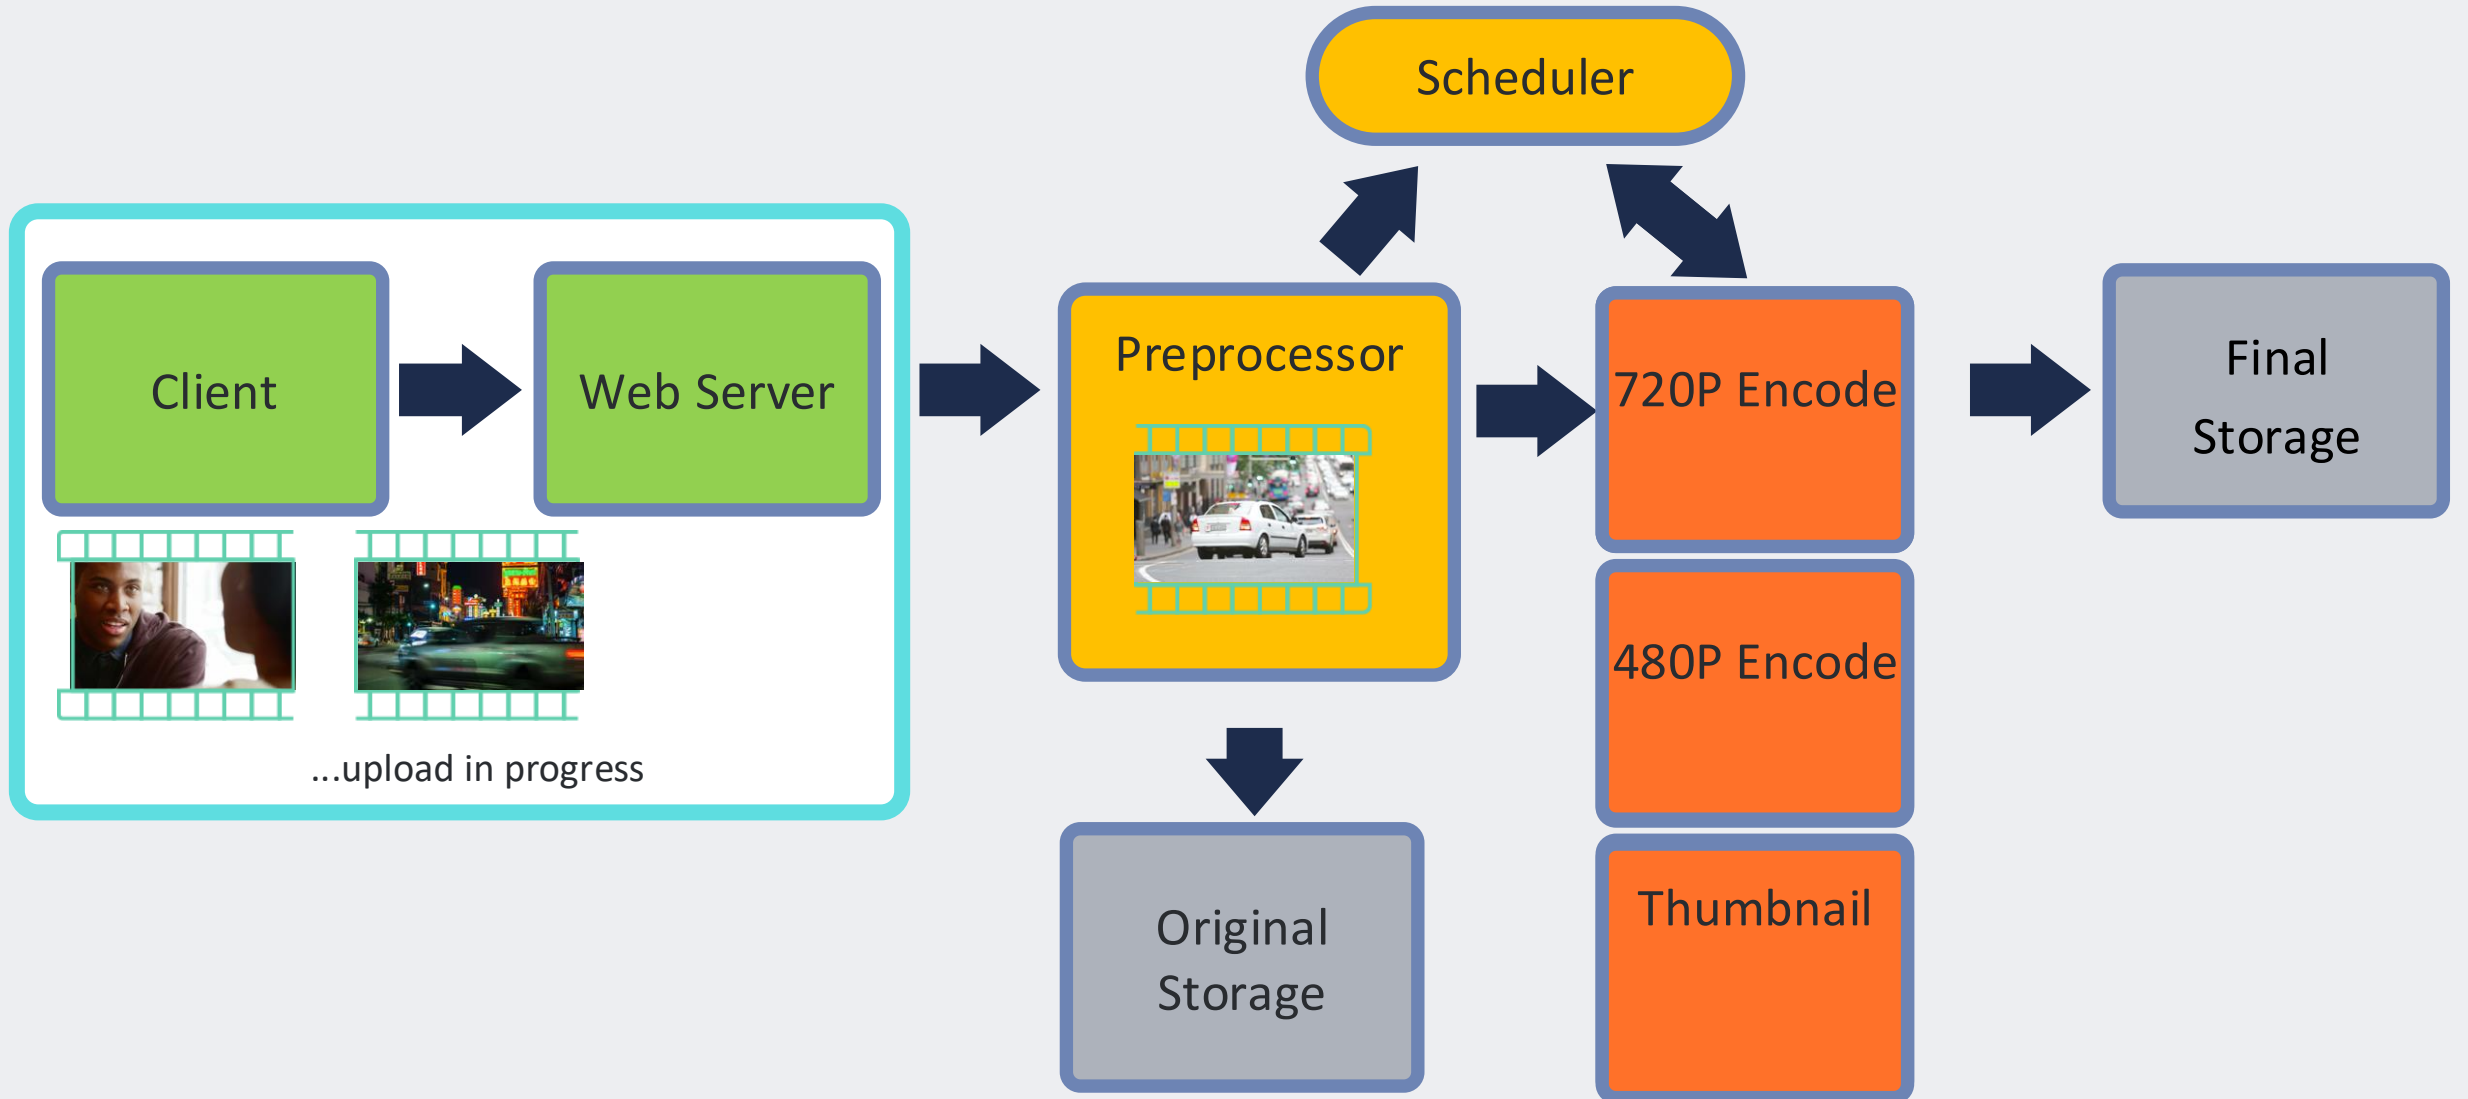 Scheduler
Client
Web Server
...upload in progress
Preprocessor
Original
Storage
720P Encode
480P Encode
Thumbnail
Final
Storage